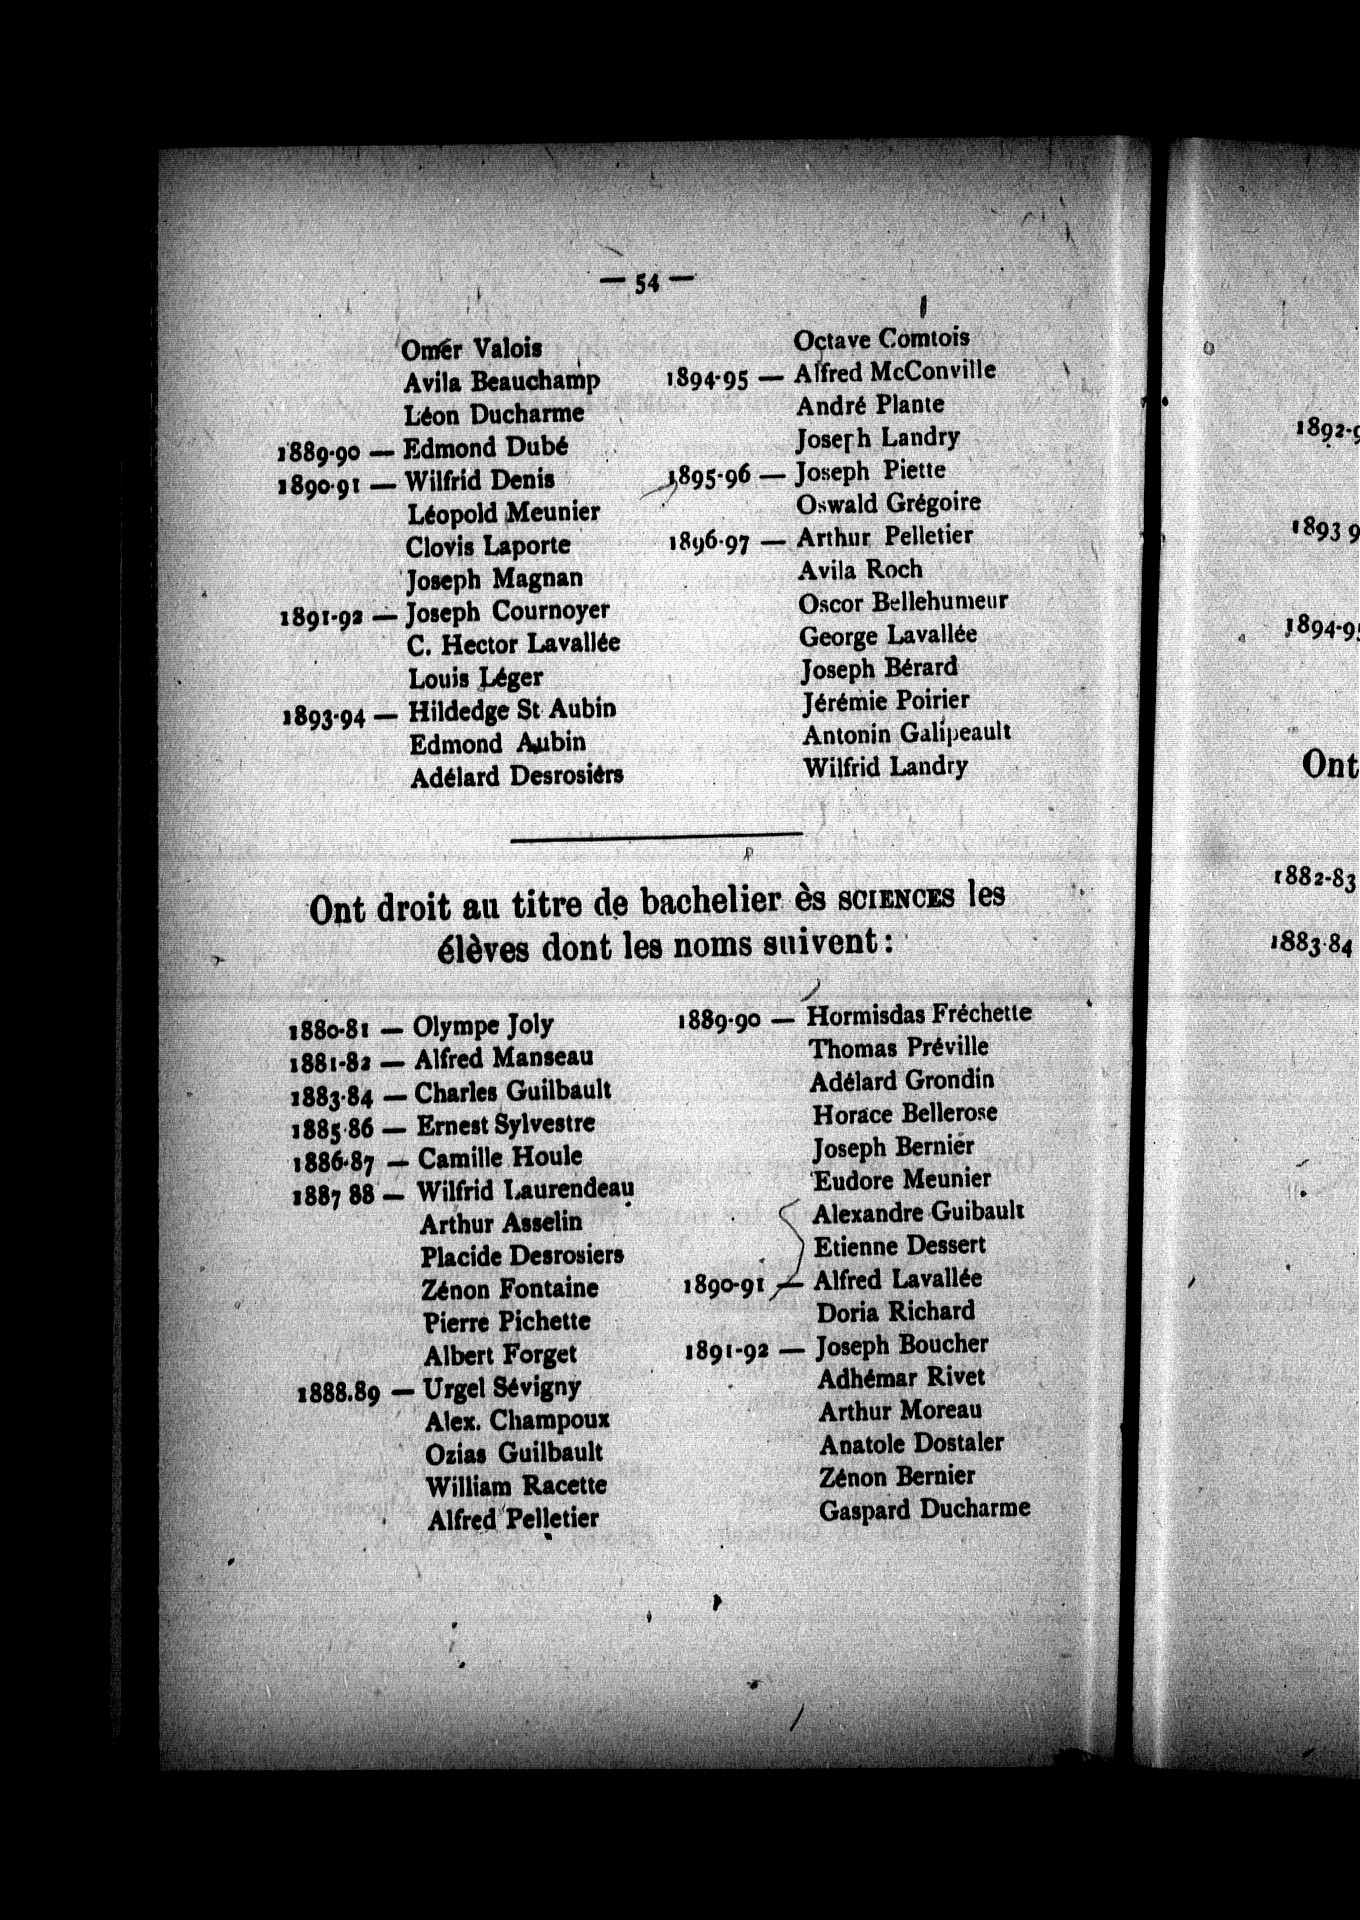 — 54 —
Omér Valois
Avila Beauchamp
Léon Ducharme
1889-90 — Edmond Dubé
1890-91 — Wilfrid Denis
Léopold Meunier
Clovis Laporte
Joseph Magnan
1891-92 — Joseph Cournoyer
C. Hector Lavallée
Louis Léger
1893-94 — Hildedge St Aubin
Edmond Aubin
Adélard Desrosiérs
Octave Comtois
1894-95 — Alfred McConville
André Plante
Joseph Landry
1895-96 — Joseph Piette
Oswald Grégoire
1896-97 — Arthur Pelletier
Avila Roch
Oscor Bellehumeur
George Lavallée
Joseph Bérard
Jérémie Poirier
Antonin Galipeault
Wilfrid Landry
Ont droit au titre de bachelier ès SCIENCES les
élèves dont les noms suivent :
1880-81 — Olympe Joly
1881-82 — Alfred Manseau
1883-84 — Charles Guilbault
1885-86 — Ernest Sylvestre
1886-87 — Camille Houle
1887 88 — Wilfrid Laurendeau
Arthur Asselin
Placide Desrosiers
Zénon Fontaine
Pierre Pichette
Albert Forget
1888.89 — Urgel Sévigny
Alex. Champoux
Ozias Guilbault
William Racette
Alfred Pelletier
1889-90 — Hormisdas Fréchette
Thomas Préville
Adélard Grondin
Horace Bellerose
Joseph Bernier
Eudore Meunier
Alexandre Guibault
Etienne Dessert
1890-91 — Alfred Lavallée
Doria Richard
1891-92 — Joseph Boucher
Adhémar Rivet
Arthur Moreau
Anatole Dostaler
Zénon Bernier
Gaspard Ducharme
1892-9
1893 9
1894-95
Ont
1882-83
1883-84